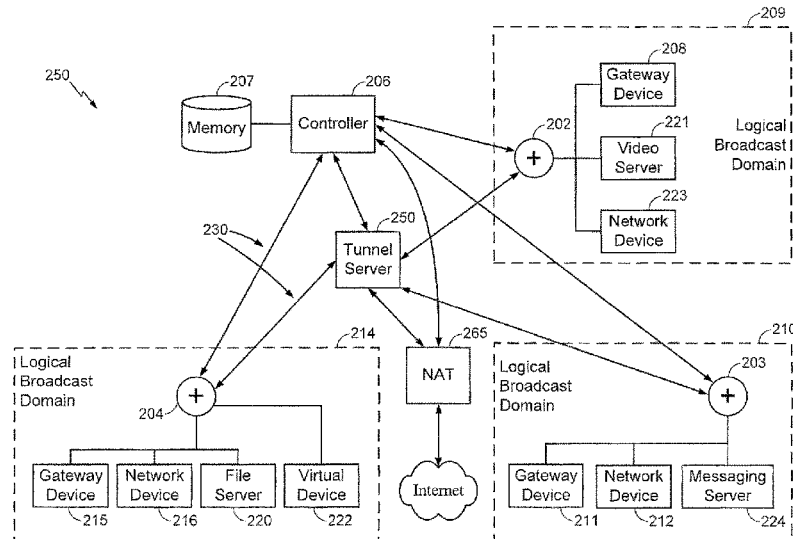 209
208
Gateway
Device
250
207
206
Memory
Controller
202
221
Video
Server
Logical
Broadcast
Domain
223
Network
Device
250
Tunnel
Server
230
265
NAT
214
Logical
Broadcast
Domain
204
210
Logical
Broadcast
Domain
203
Gateway
Device
Network
Device
File
Server
Virtual
Device
215
216
220
222
Internet
Gateway
Device
Network
Device
Messaging
Server
211
212
224